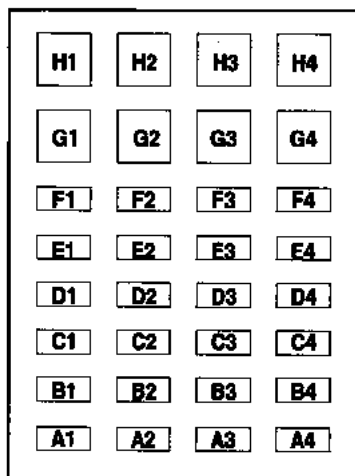 H1 H2 H3 H4
G1 G2 G3 G4
F1 F2 F3 F4
E1 E2 E3 E4
D1 D2 D3 D4
C1 C2 C3 C4
B1 B2 B3 B4
A1 A2 A3 A4